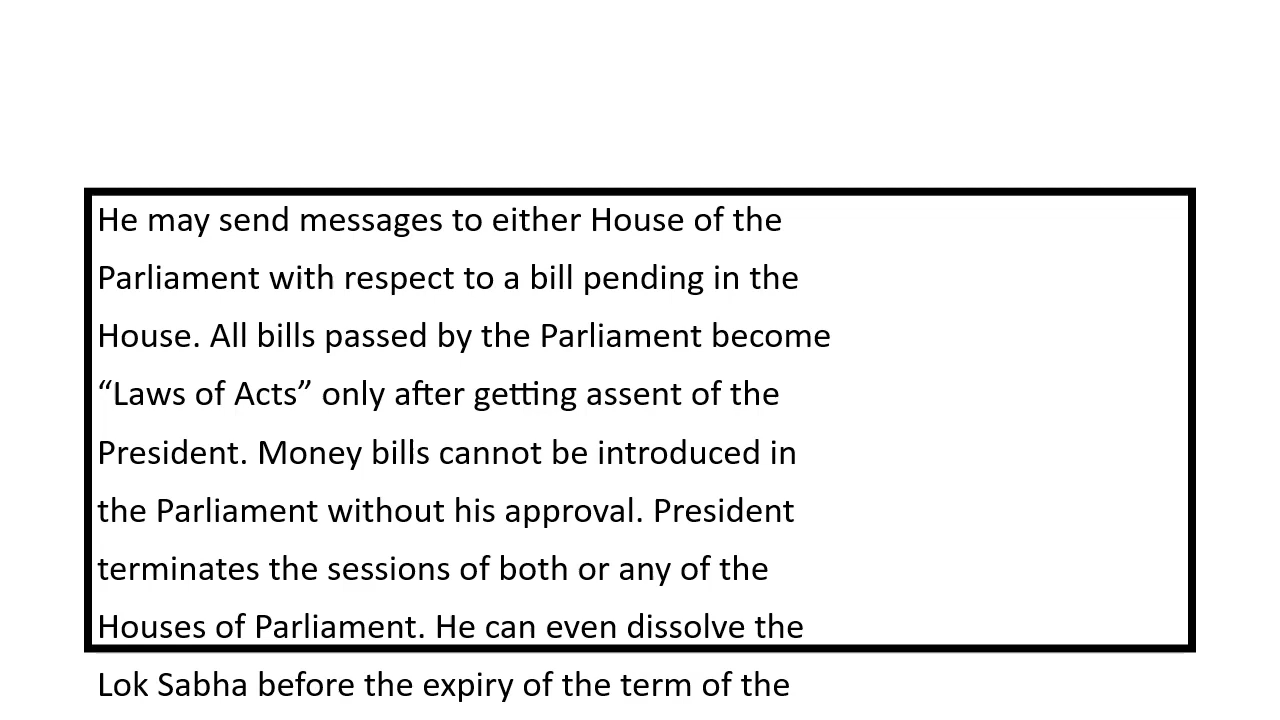 He may send messages to either House of the
Parliament with respect to a bill pending in the
House. All bills passed by the Parliament become
“Laws of Acts” only after getting assent of the
President. Money bills cannot be introduced in
the Parliament without his approval. President
terminates the sessions of both or any of the
Houses of Parliament. He can even dissolve the
Lok Sabha before the expiry of the term of the